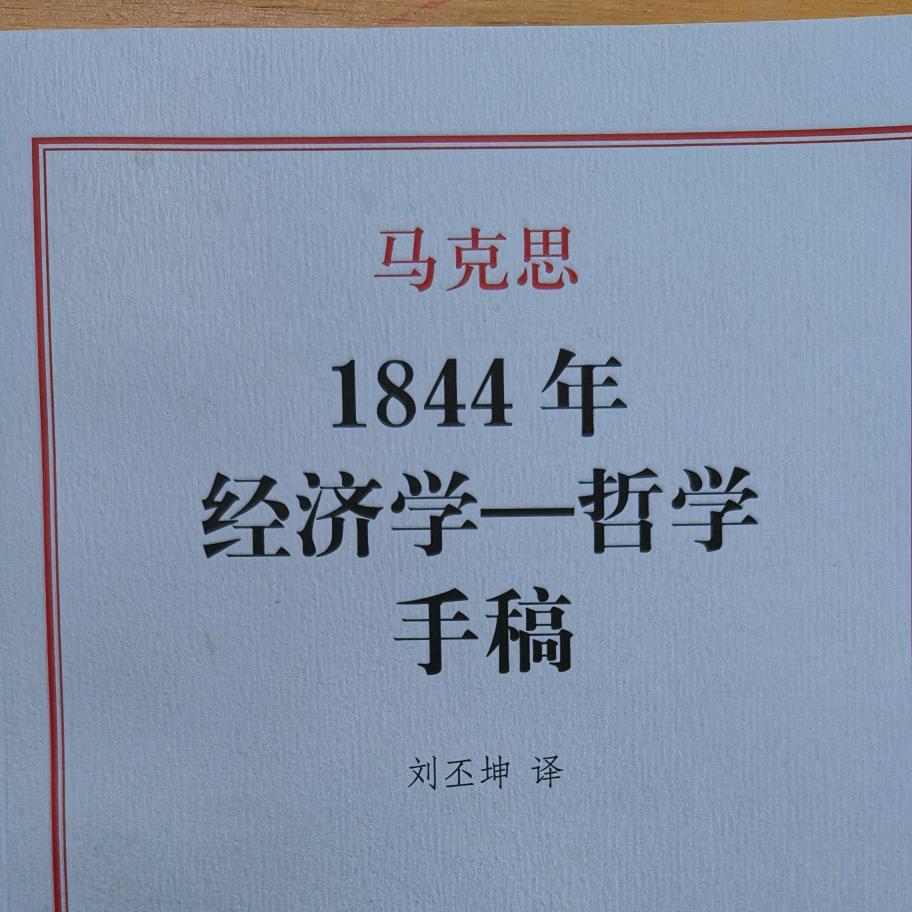 马克思
1844 年
经济学—哲学
手稿
刘丕坤 译